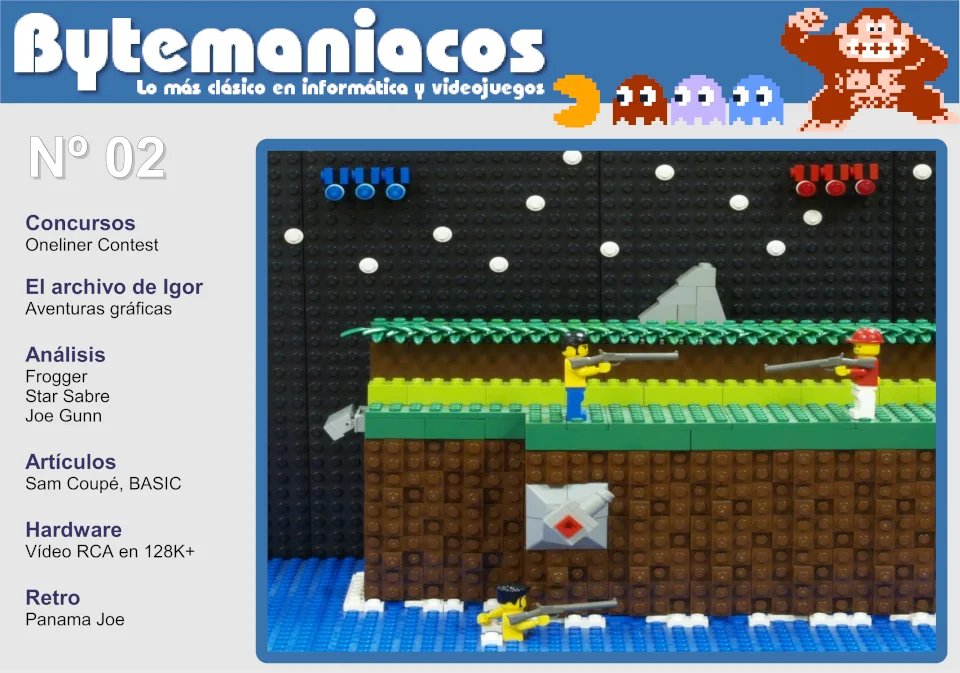 Bytemaniacos
Lo más clásico en informática y videojuegos
Nº 02
Concursos
Oneliner Contest
El archivo de Igor
Aventuras gráficas
Análisis
Frogger
Star Sabre
Joe Gunn
Artículos
Sam Coupé, BASIC
Hardware
Vídeo RCA en 128K+
Retro
Panama Joe